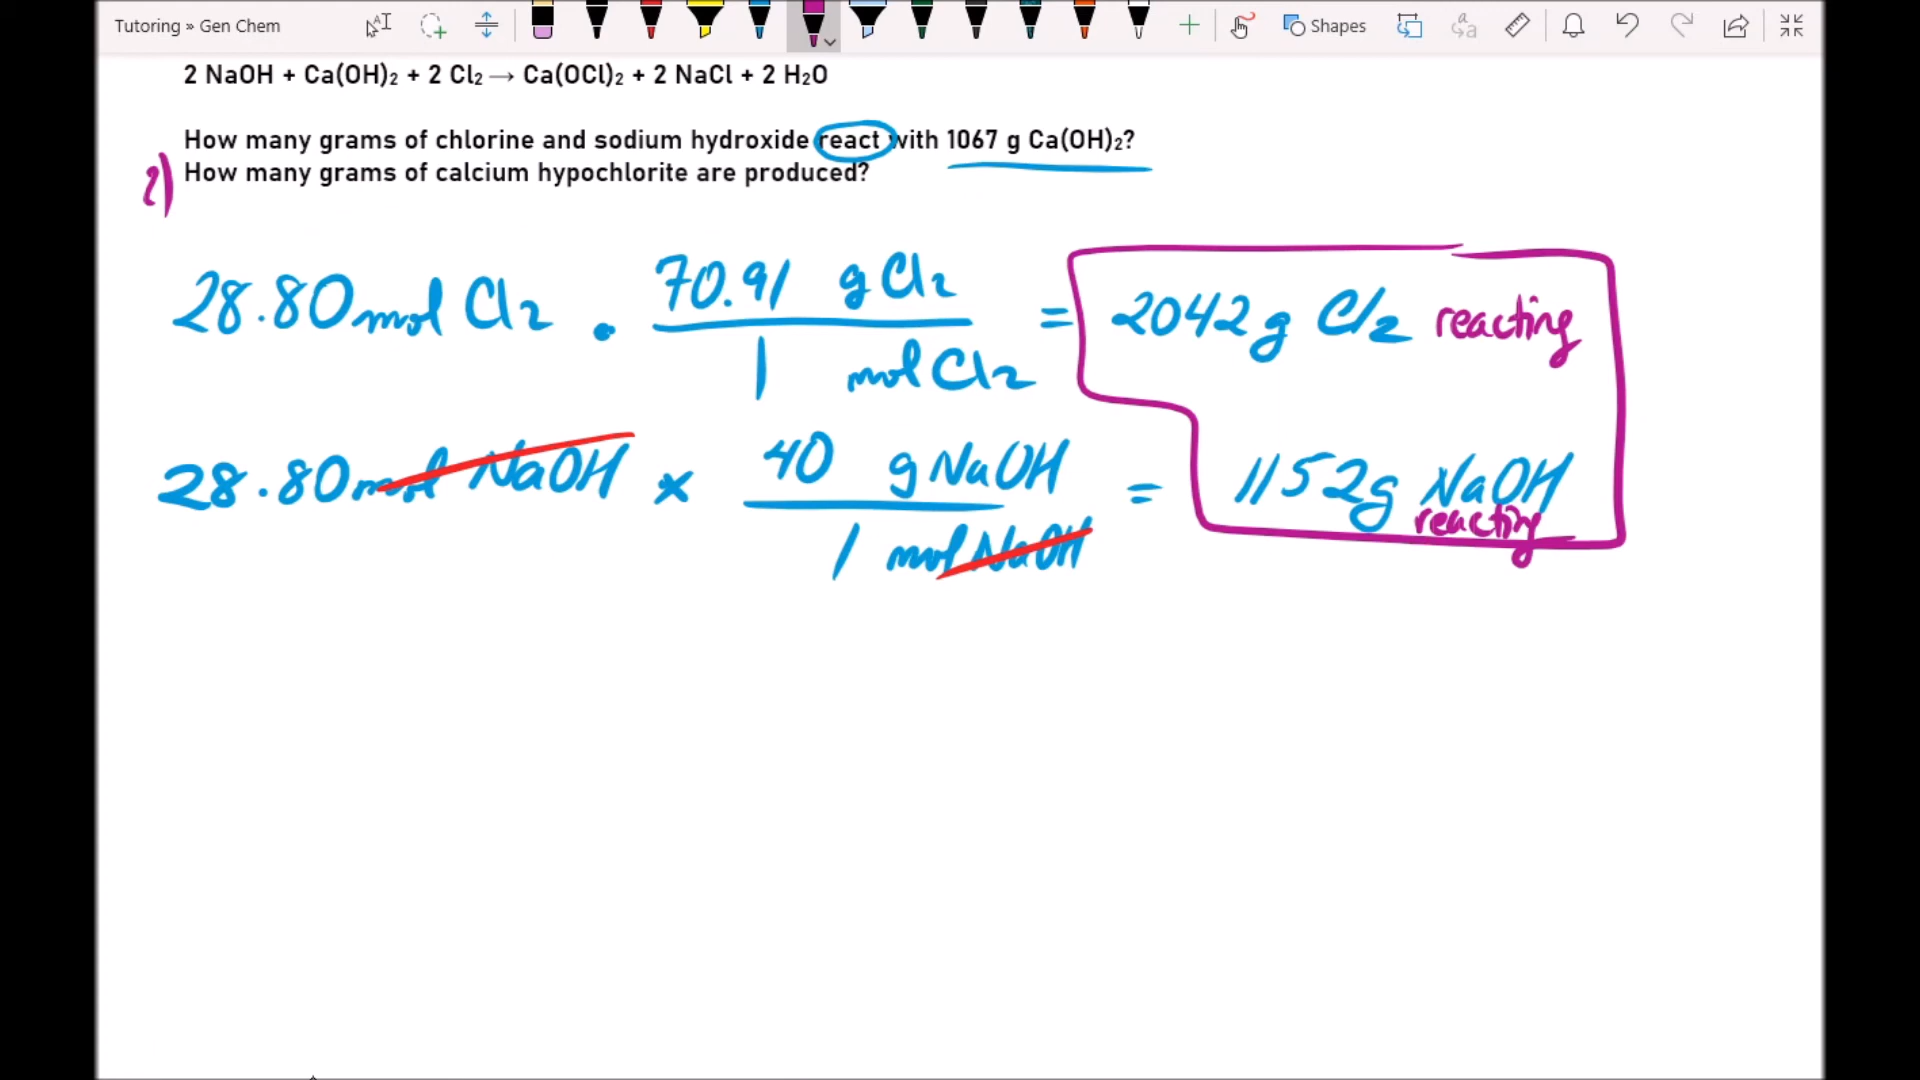 Tutoring » Gen Chem
Shapes
2 NaOH + Ca(OH)₂ + 2 Cl₂ → Ca(OCl)₂ + 2 NaCl + 2 H₂O
How many grams of chlorine and sodium hydroxide react with 1067 g Ca(OH)₂?
2) How many grams of calcium hypochlorite are produced?
28.80 mol Cl₂ · 70.91 g Cl₂ / 1 mol Cl₂ = 2042 g Cl₂ reacting
28.80 mol NaOH × 40 g NaOH / 1 mol NaOH = 1152 g NaOH
reacting